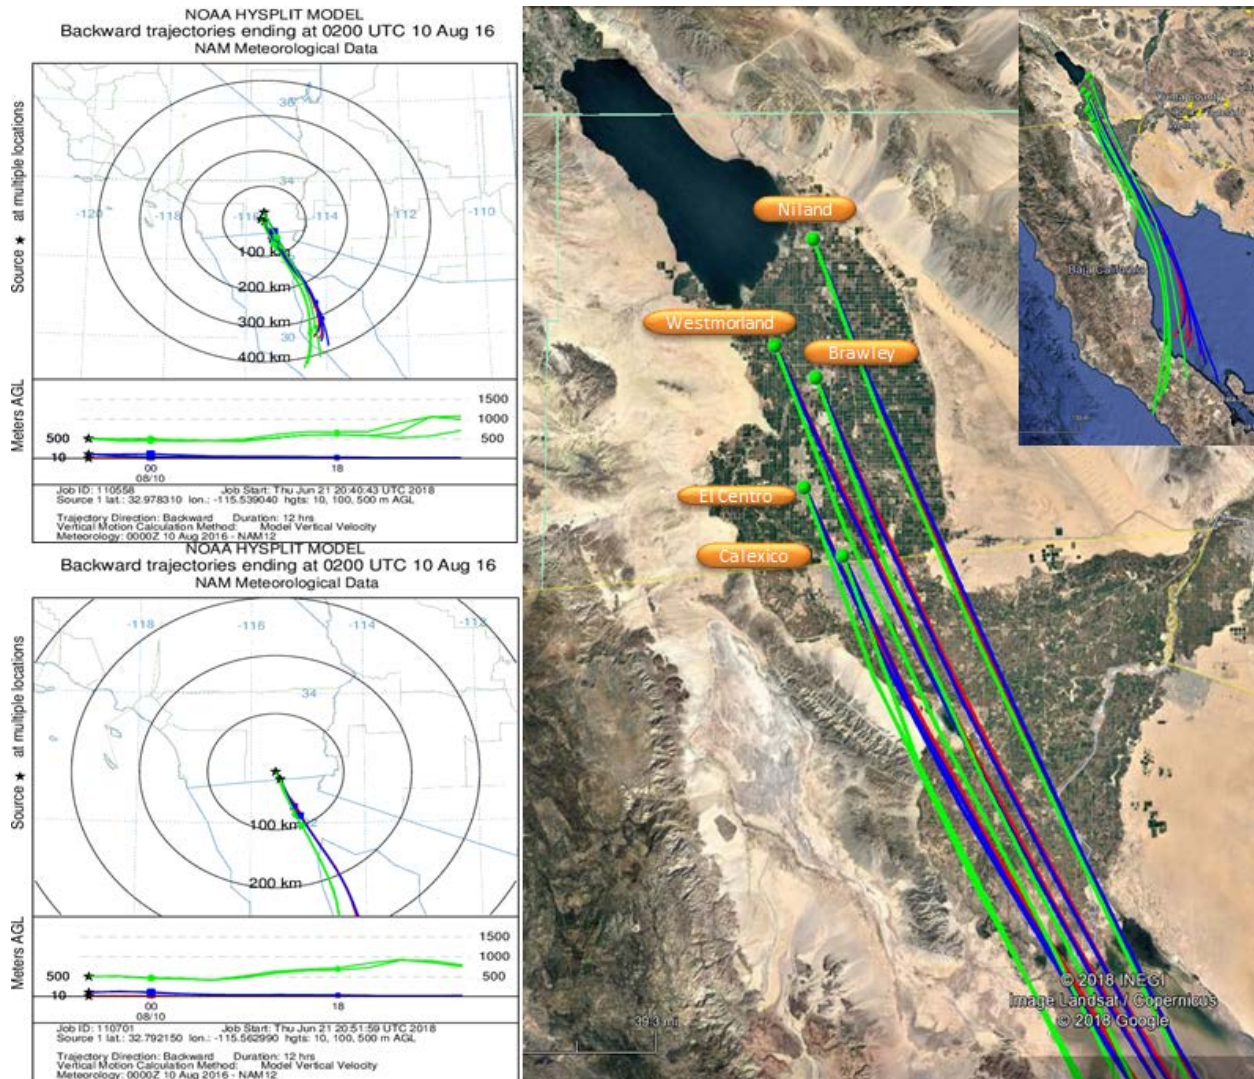 NOAA HYSPLIT MODEL
Backward trajectories ending at 0200 UTC 10 Aug 16
NAM Meteorological Data
Source ★ at multiple locations
36
34
-120
-118
-116
-114
-112
-110
100 km
200 km
300 km
30
400 km
Meters AGL
1500
1000
500
500
10
00
18
08/10
Job ID: 110558 Job Start: Thu Jun 21 20:40:43 UTC 2018
Source 1 lat.: 32.978310 lon.: -115.539040 hgts: 10, 100, 500 m AGL
Trajectory Direction: Backward Duration: 12 hrs
Vertical Motion Calculation Method: Model Vertical Velocity
Meteorology: 0000Z 10 Aug 2016 - NAM12
NOAA HYSPLIT MODEL
Backward trajectories ending at 0200 UTC 10 Aug 16
NAM Meteorological Data
Source ★ at multiple locations
-118
-116
-114
34
100 km
200 km
Meters AGL
1500
1000
500
500
10
00
18
08/10
Job ID: 110701 Job Start: Thu Jun 21 20:51:59 UTC 2018
Source 1 lat.: 32.792150 lon.: -115.562990 hgts: 10, 100, 500 m AGL
Trajectory Direction: Backward Duration: 12 hrs
Vertical Motion Calculation Method: Model Vertical Velocity
Meteorology: 0000Z 10 Aug 2016 - NAM12
Niland
Westmorland
Brawley
El Centro
Calexico
Baja California
39.3 mi
© 2018 INEGI
Image Landsat / Copernicus
© 2018 Google